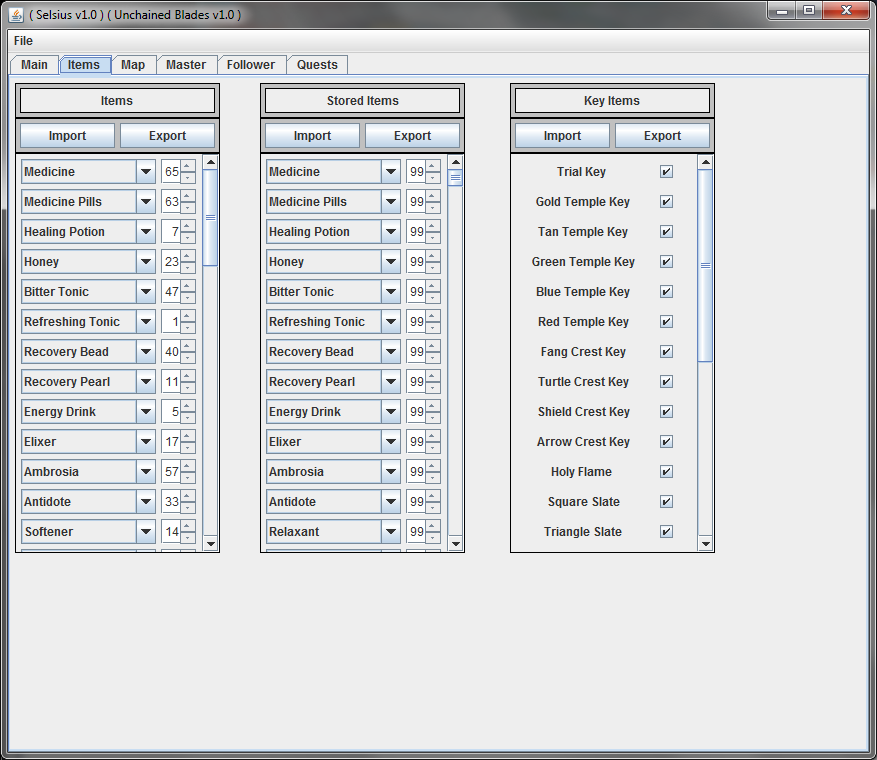 ( Selsius v1.0 ) ( Unchained Blades v1.0 )
File
Main Items Map Master Follower Quests
Items
Import Export
Medicine 65
Medicine Pills 63
Healing Potion 7
Honey 23
Bitter Tonic 47
Refreshing Tonic 1
Recovery Bead 40
Recovery Pearl 11
Energy Drink 5
Elixer 17
Ambrosia 57
Antidote 33
Softener 14
Stored Items
Import Export
Medicine 99
Medicine Pills 99
Healing Potion 99
Honey 99
Bitter Tonic 99
Refreshing Tonic 99
Recovery Bead 99
Recovery Pearl 99
Energy Drink 99
Elixer 99
Ambrosia 99
Antidote 99
Relaxant 99
Key Items
Import Export
Trial Key
Gold Temple Key
Tan Temple Key
Green Temple Key
Blue Temple Key
Red Temple Key
Fang Crest Key
Turtle Crest Key
Shield Crest Key
Arrow Crest Key
Holy Flame
Square Slate
Triangle Slate